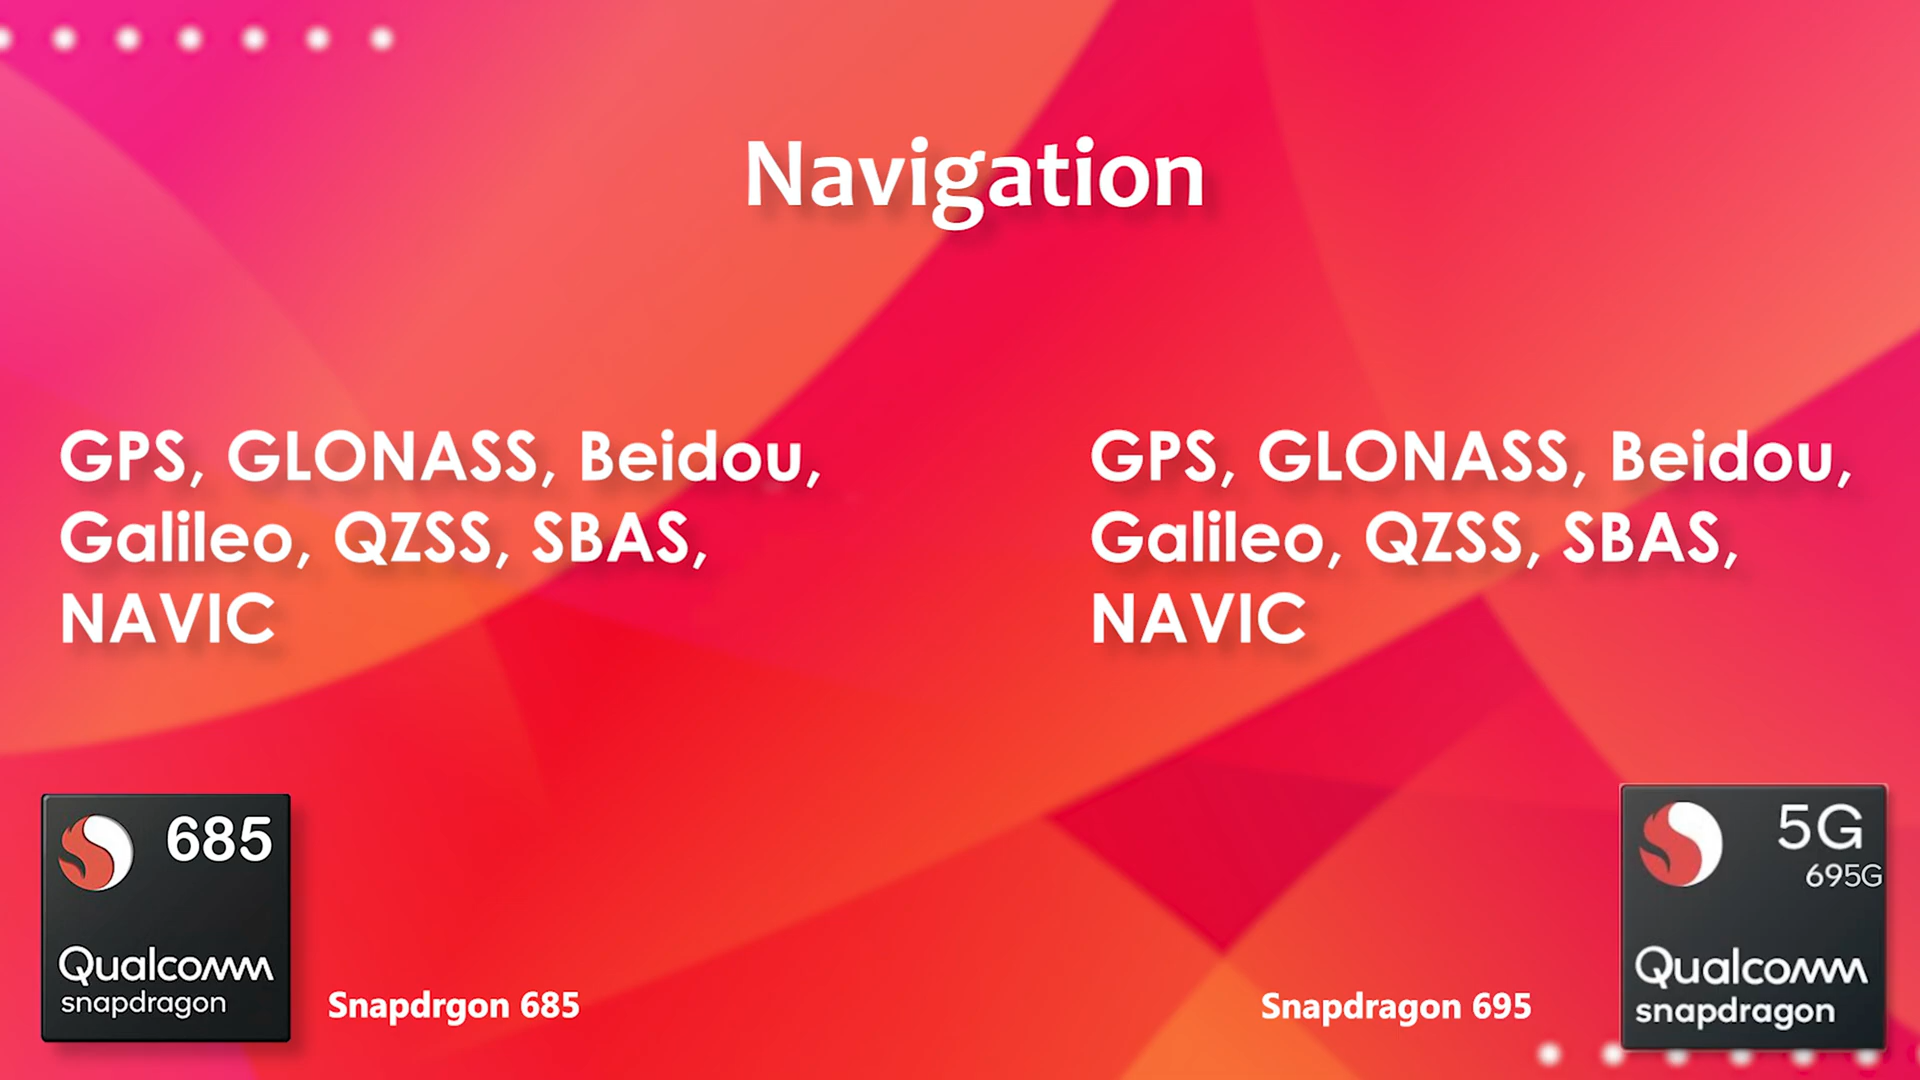 Navigation
GPS, GLONASS, Beidou,
Galileo, QZSS, SBAS,
NAVIC
GPS, GLONASS, Beidou,
Galileo, QZSS, SBAS,
NAVIC
685
Qualcomm
snapdragon
Snapdrgon 685
Snapdragon 695
5G
695G
Qualcomm
snapdragon